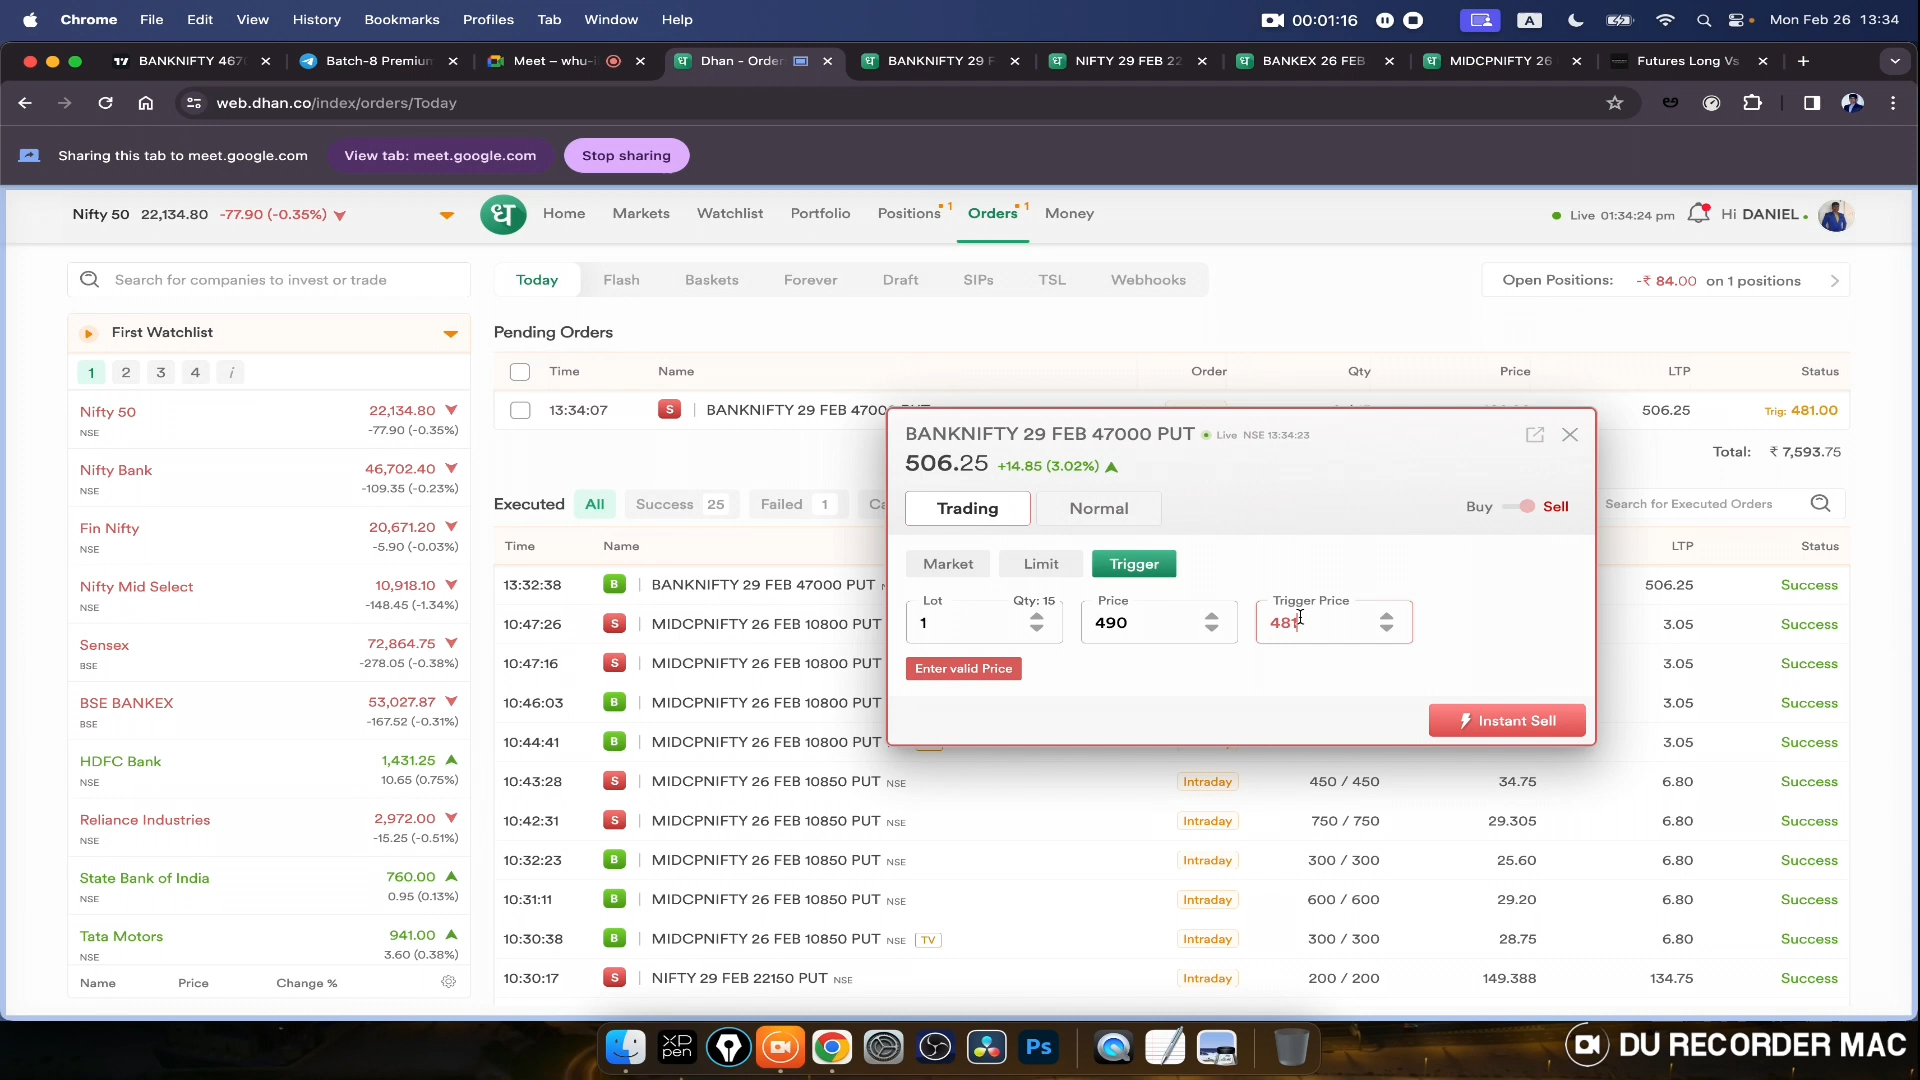 Chrome File Edit View History Bookmarks Profiles Tab Window Help 00:01:16 A Mon Feb 26 13:34
BANKNIFTY 467 Batch-8 Premium Meet – whu-i Dhan - Order BANKNIFTY 29 F NIFTY 29 FEB 22 BANKEX 26 FEB MIDCPNIFTY 26 Futures Long Vs
web.dhan.co/index/orders/Today
Sharing this tab to meet.google.com View tab: meet.google.com Stop sharing
Nifty 50 22,134.80 -77.90 (-0.35%) ध Home Markets Watchlist Portfolio Positions 1 Orders 1 Money Live 01:34:24 pm Hi DANIEL
Search for companies to invest or trade Today Flash Baskets Forever Draft SIPs TSL Webhooks Open Positions: -₹ 84.00 on 1 positions
First Watchlist Pending Orders
1 2 3 4 i Time Name Order Qty Price LTP Status
Nifty 50 22,134.80 13:34:07 S BANKNIFTY 29 FEB 47000 506.25 Trig: 481.00
NSE -77.90 (-0.35%)
BANKNIFTY 29 FEB 47000 PUT Live NSE 13:34:23
506.25 +14.85 (3.02%) Total: ₹ 7,593.75
Nifty Bank 46,702.40
NSE -109.35 (-0.23%)
Executed All Success 25 Failed 1 Ca Trading Normal Buy Sell Search for Executed Orders
Fin Nifty 20,671.20 Time Name LTP Status
NSE -5.90 (-0.03%)
Market Limit Trigger
Nifty Mid Select 10,918.10 13:32:38 B BANKNIFTY 29 FEB 47000 PUT 506.25 Success
NSE -148.45 (-1.34%)
Lot Qty: 15 Price Trigger Price
1 490 481
10:47:26 S MIDCPNIFTY 26 FEB 10800 PUT 3.05 Success
Sensex 72,864.75
BSE -278.05 (-0.38%)
10:47:16 S MIDCPNIFTY 26 FEB 10800 PUT Enter valid Price 3.05 Success
BSE BANKEX 53,027.87 10:46:03 B MIDCPNIFTY 26 FEB 10800 PUT 3.05 Success
BSE -167.52 (-0.31%)
Instant Sell
10:44:41 B MIDCPNIFTY 26 FEB 10800 PUT 3.05 Success
HDFC Bank 1,431.25
NSE 10.65 (0.75%)
10:43:28 S MIDCPNIFTY 26 FEB 10850 PUT NSE Intraday 450 / 450 34.75 6.80 Success
Reliance Industries 2,972.00 10:42:31 S MIDCPNIFTY 26 FEB 10850 PUT NSE Intraday 750 / 750 29.305 6.80 Success
NSE -15.25 (-0.51%)
10:32:23 B MIDCPNIFTY 26 FEB 10850 PUT NSE Intraday 300 / 300 25.60 6.80 Success
State Bank of India 760.00
NSE 0.95 (0.13%)
10:31:11 B MIDCPNIFTY 26 FEB 10850 PUT NSE Intraday 600 / 600 29.20 6.80 Success
Tata Motors 941.00 10:30:38 B MIDCPNIFTY 26 FEB 10850 PUT NSE TV Intraday 300 / 300 28.75 6.80 Success
NSE 3.60 (0.38%)
Name Price Change % 10:30:17 S NIFTY 29 FEB 22150 PUT NSE Intraday 200 / 200 149.388 134.75 Success
XP pen Ps DU RECORDER MAC